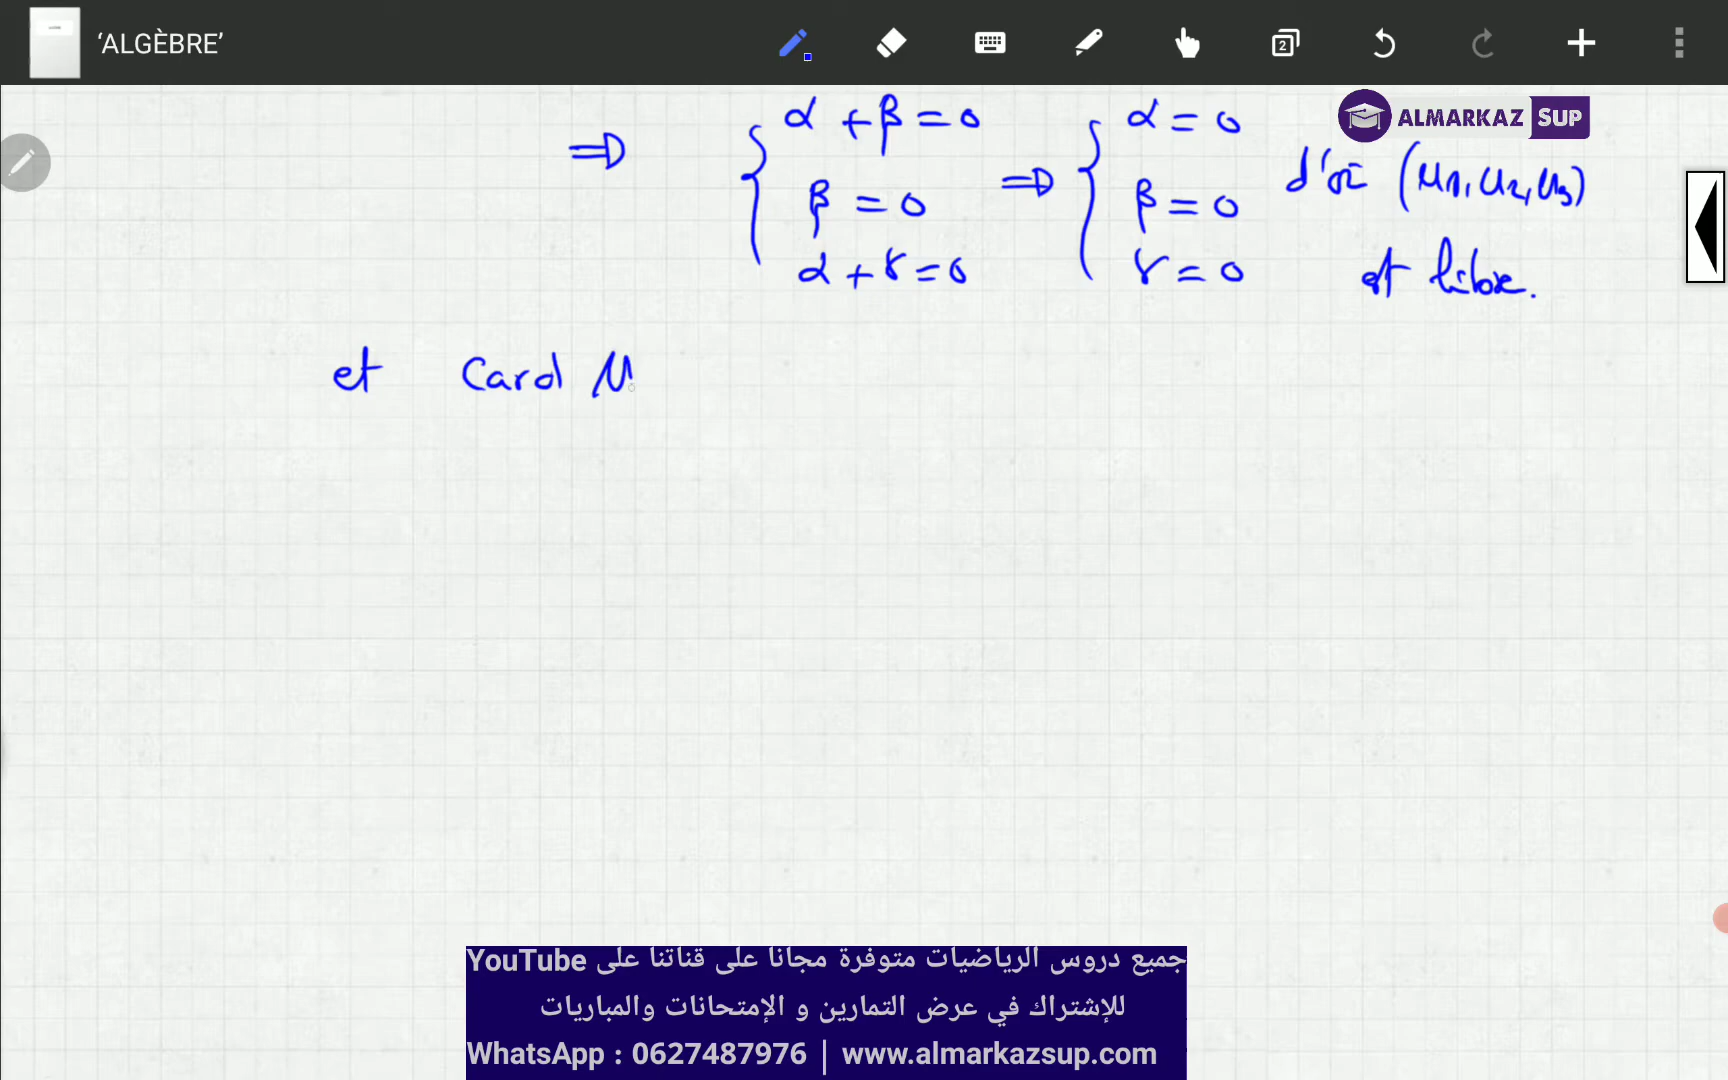 ‘ALGÈBRE’
2
ALMARKAZ SUP
α + β = 0
α = 0
⇒
β = 0
⇒
β = 0
d'où (u1, u2, u3)
α + γ = 0
γ = 0
est libre.
et Card U
جميع دروس الرياضيات متوفرة مجانا على قناتنا على YouTube
للإشتراك في عرض التمارين و الإمتحانات والمباريات
WhatsApp : 0627487976 | www.almarkazsup.com